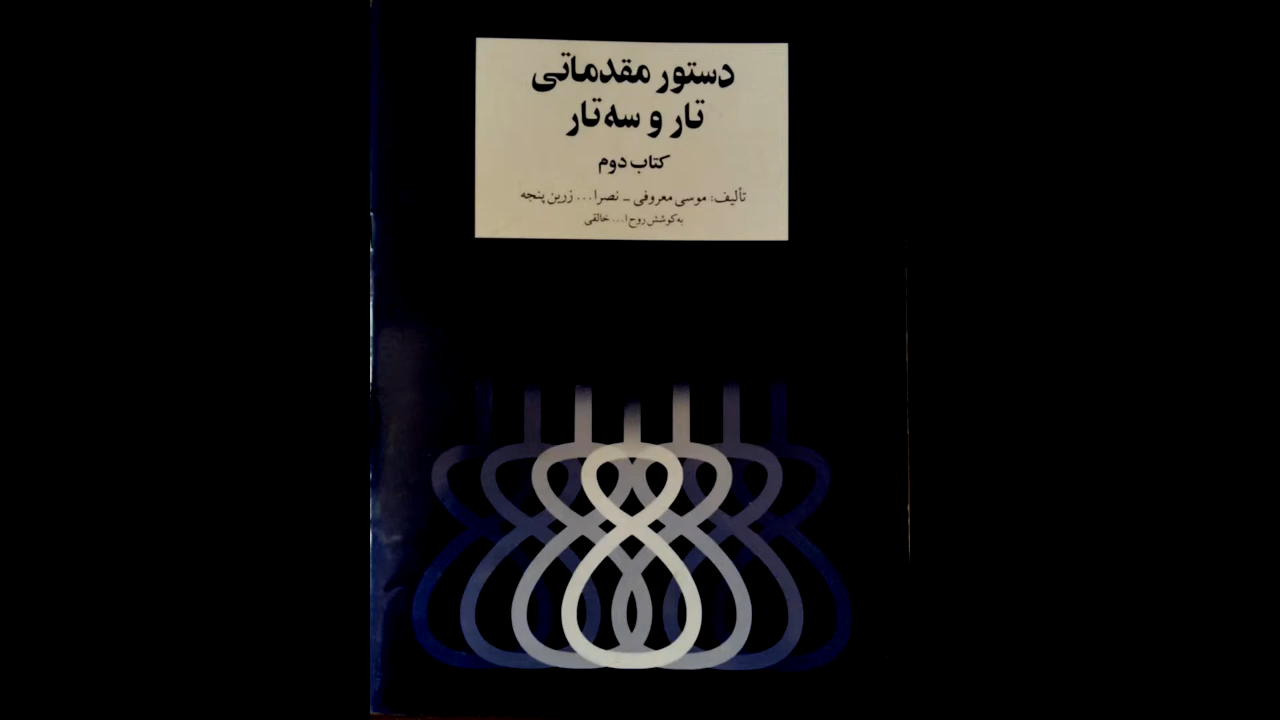 دستور مقدماتی
تار و سه‌تار
کتاب دوم
تألیف: موسی معروفی ـ نصرا... زرین پنجه
به‌کوشش روح ا... خالقی